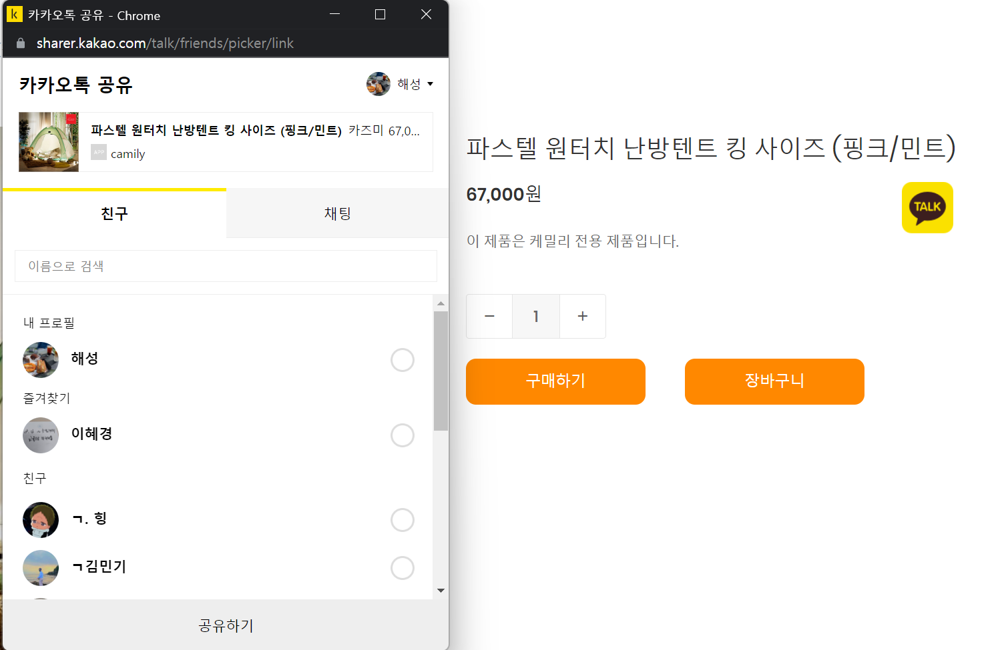 카카오톡 공유 - Chrome
sharer.kakao.com/talk/friends/picker/link
카카오톡 공유
해성
파스텔 원터치 난방텐트 킹 사이즈 (핑크/민트) 카즈미 67,0...
APP camily
친구
채팅
이름으로 검색
내 프로필
해성
즐겨찾기
이혜경
친구
ㄱ. 힝
ㄱ김민기
공유하기
파스텔 원터치 난방텐트 킹 사이즈 (핑크/민트)
67,000원
TALK
이 제품은 케밀리 전용 제품입니다.
− 1 +
구매하기
장바구니